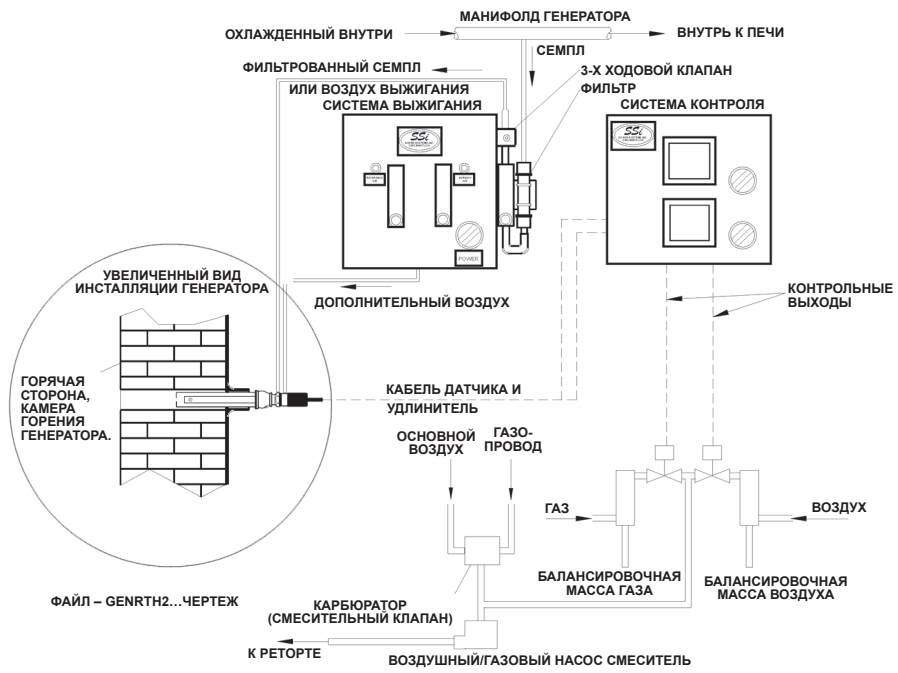 МАНИФОЛД ГЕНЕРАТОРА
ОХЛАЖДЕННЫЙ ВНУТРИ
ВНУТРЬ К ПЕЧИ
СЕМПЛ
ФИЛЬТРОВАННЫЙ СЕМПЛ
ИЛИ ВОЗДУХ ВЫЖИГАНИЯ
3-Х ХОДОВОЙ КЛАПАН
ФИЛЬТР
СИСТЕМА ВЫЖИГАНИЯ
СИСТЕМА КОНТРОЛЯ
SSi
SSi
POWER
УВЕЛИЧЕННЫЙ ВИД
ИНСТАЛЛЯЦИИ ГЕНЕРАТОРА
ДОПОЛНИТЕЛЬНЫЙ ВОЗДУХ
КОНТРОЛЬНЫЕ
ВЫХОДЫ
ГОРЯЧАЯ
СТОРОНА,
КАМЕРА
ГОРЕНИЯ
ГЕНЕРАТОРА.
КАБЕЛЬ ДАТЧИКА И
УДЛИНИТЕЛЬ
ОСНОВНОЙ
ВОЗДУХ
ГАЗО-
ПРОВОД
ГАЗ
ВОЗДУХ
БАЛАНСИРОВОЧНАЯ
МАССА ГАЗА
БАЛАНСИРОВОЧНАЯ
МАССА ВОЗДУХА
ФАЙЛ – GENRTH2...ЧЕРТЕЖ
КАРБЮРАТОР
(СМЕСИТЕЛЬНЫЙ КЛАПАН)
К РЕТОРТЕ
ВОЗДУШНЫЙ/ГАЗОВЫЙ НАСОС СМЕСИТЕЛЬ